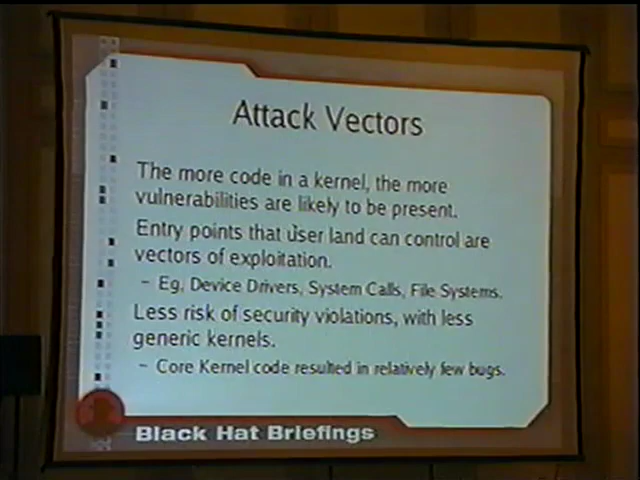 Attack Vectors
The more code in a kernel, the more
vulnerabilities are likely to be present.
Entry points that user land can control are
vectors of exploitation.
– Eg, Device Drivers, System Calls, File Systems.
Less risk of security violations, with less
generic kernels.
– Core Kernel code resulted in relatively few bugs.
Black Hat Briefings